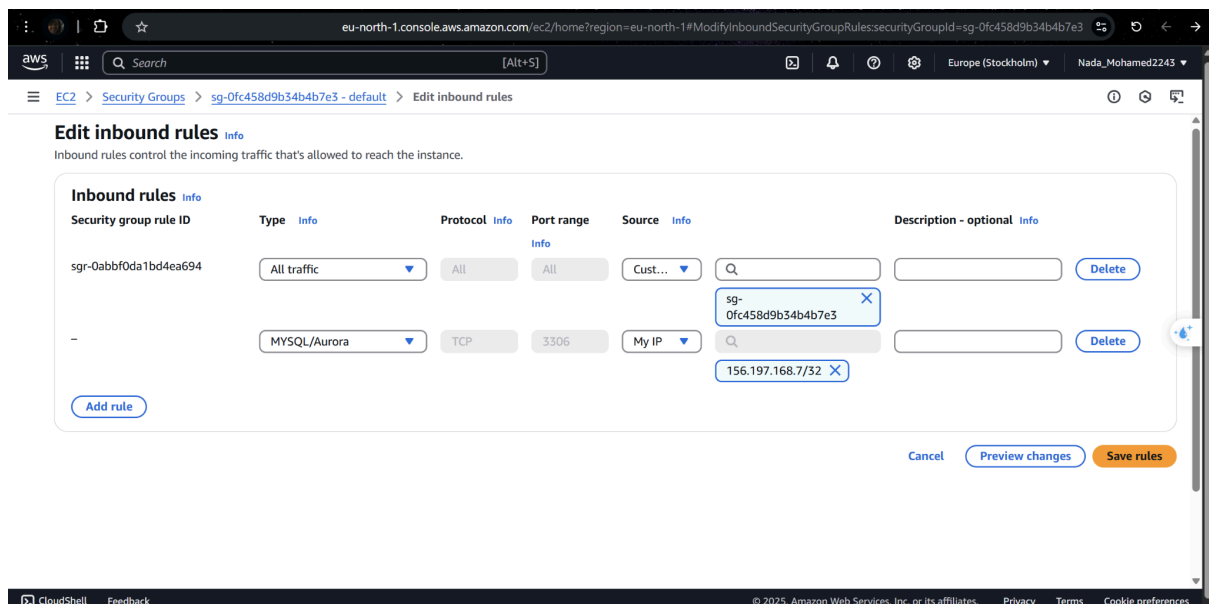 eu-north-1.console.aws.amazon.com/ec2/home?region=eu-north-1#ModifyInboundSecurityGroupRules:securityGroupId=sg-0fc458d9b34b4b7e3
aws Search [Alt+S] Europe (Stockholm) Nada_Mohamed2243
EC2 > Security Groups > sg-0fc458d9b34b4b7e3 - default > Edit inbound rules
Edit inbound rules Info
Inbound rules control the incoming traffic that's allowed to reach the instance.
Inbound rules Info
Security group rule ID Type Info Protocol Info Port range Source Info Description - optional Info
Info
sgr-0abbf0da1bd4ea694 All traffic All All Cust... Delete
sg-
0fc458d9b34b4b7e3
– MYSQL/Aurora TCP 3306 My IP Delete
156.197.168.7/32
Add rule
Cancel Preview changes Save rules
CloudShell Feedback © 2025, Amazon Web Services, Inc. or its affiliates. Privacy Terms Cookie preferences